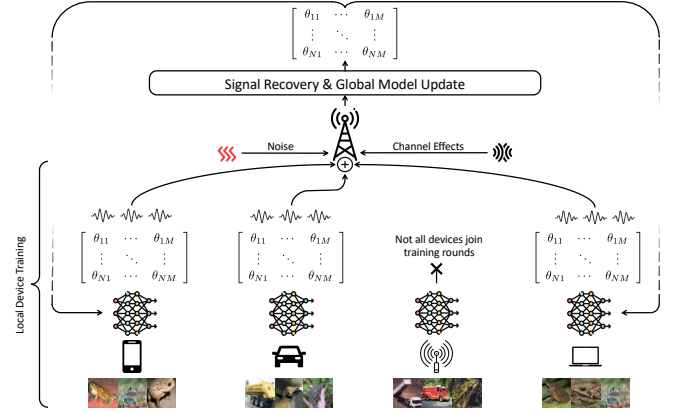 θ11 ⋯ θ1M
⋮ ⋱ ⋮
θN1 ⋯ θNM
Signal Recovery & Global Model Update
Noise
Channel Effects
+
Local Device Training
θ11 ⋯ θ1M
⋮ ⋱ ⋮
θN1 ⋯ θNM
θ11 ⋯ θ1M
⋮ ⋱ ⋮
θN1 ⋯ θNM
Not all devices join
training rounds
θ11 ⋯ θ1M
⋮ ⋱ ⋮
θN1 ⋯ θNM